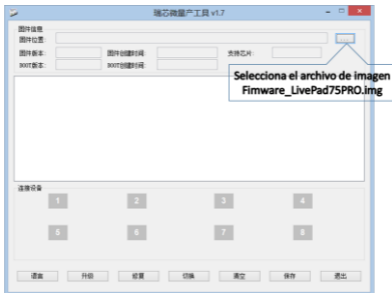 瑞芯微量产工具 v1.7
固件信息
固件位置:
固件版本: 固件创建时间: 支持芯片:
BOOT版本: BOOT创建时间:
Selecciona el archivo de imagen
Fimware_LivePad75PRO.img
连接设备
1 2 3 4
5 6 7 8
语言 升级 修复 切换 清空 保存 退出